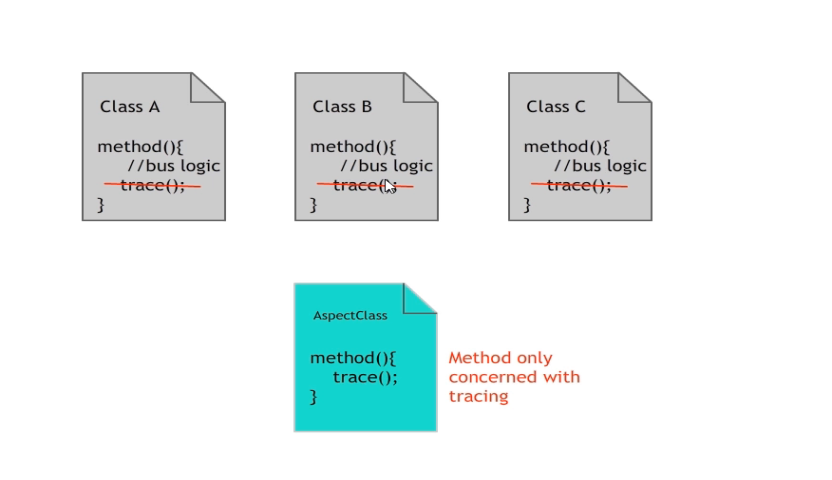 Class A
method(){
//bus logic
trace();
}
Class B
method(){
//bus logic
trace();
}
Class C
method(){
//bus logic
trace();
}
AspectClass
method(){
trace();
}
Method only
concerned with
tracing